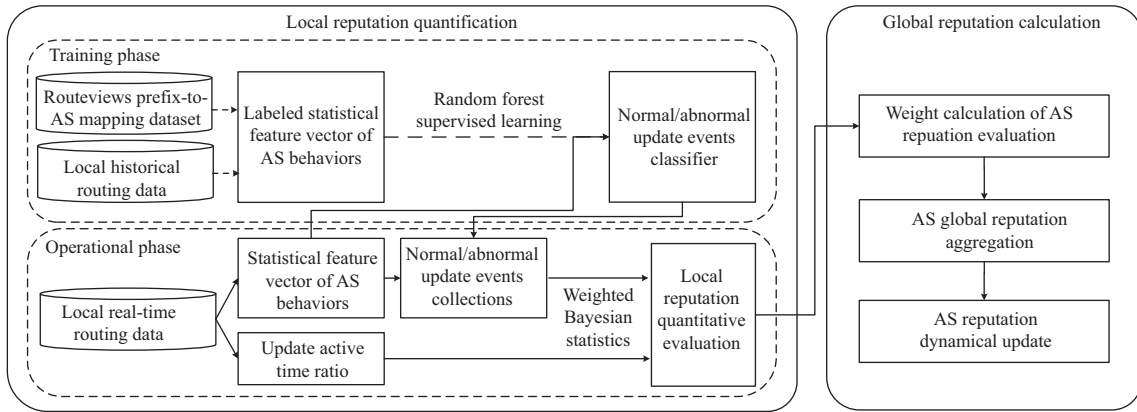 Local reputation quantification
Training phase
Routeviews prefix-to-
AS mapping dataset
Local historical
routing data
Labeled statistical
feature vector of
AS behaviors
Random forest
supervised learning
Normal/abnormal
update events
classifier
Operational phase
Local real-time
routing data
Statistical feature
vector of AS
behaviors
Update active
time ratio
Normal/abnormal
update events
collections
Weighted
Bayesian
statistics
Local
reputation
quantitative
evaluation
Global reputation calculation
Weight calculation of AS
repuation evaluation
AS global reputation
aggregation
AS reputation
dynamical update